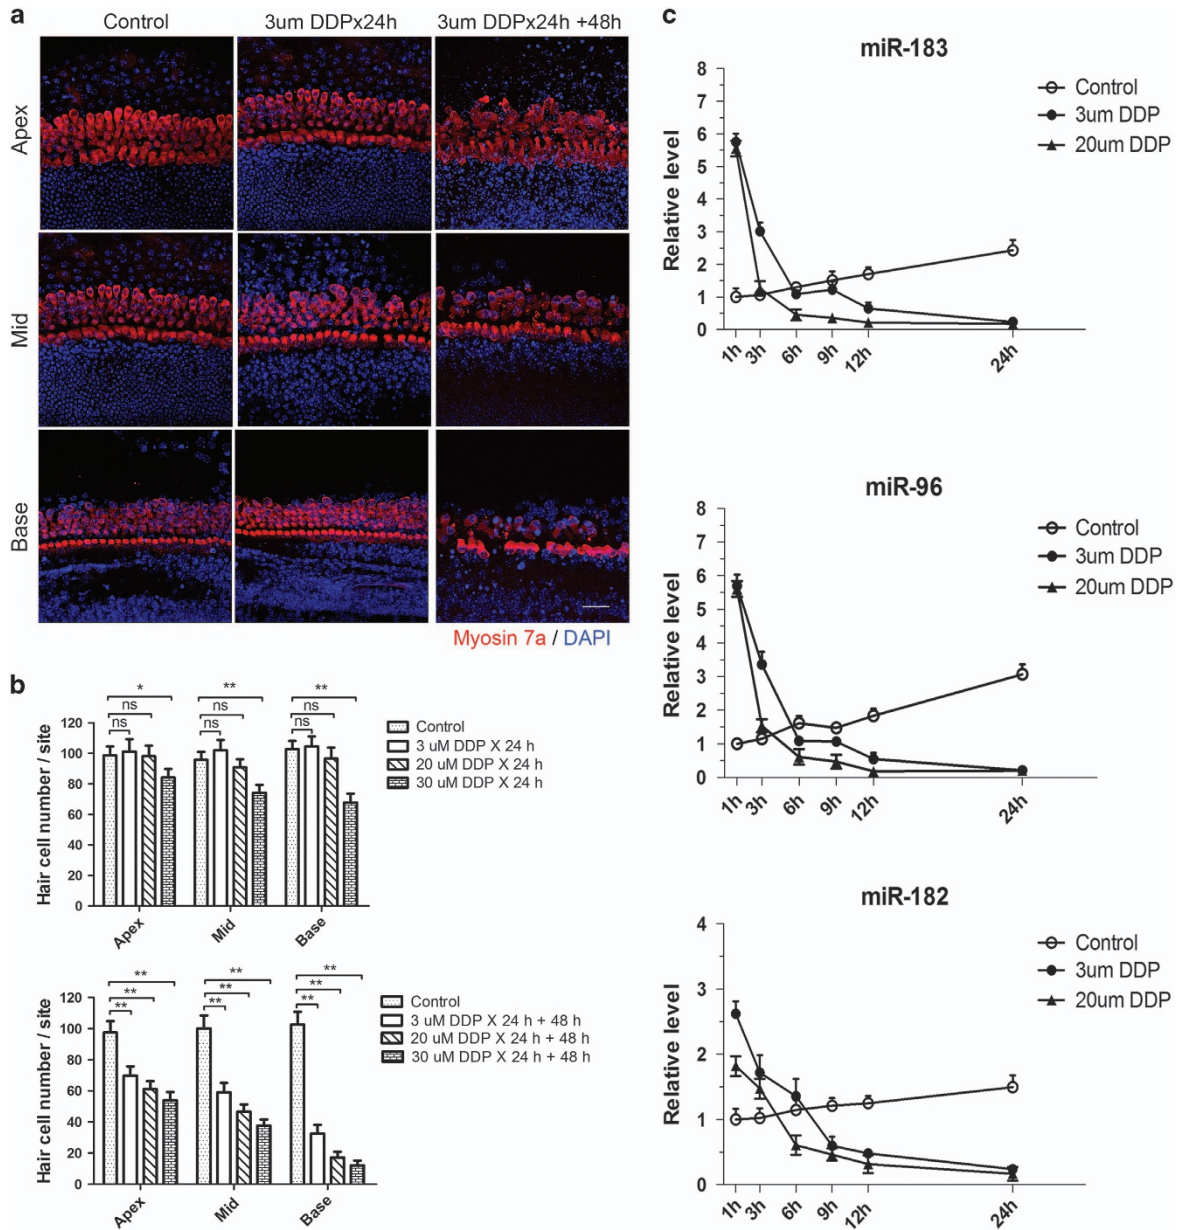 a
Control
3um DDPx24h
3um DDPx24h +48h
Apex
Mid
Base
Myosin 7a / DAPI
b
Hair cell number / site
120
100
80
60
40
20
0
*
ns
ns
**
ns
ns
**
ns
ns
Apex
Mid
Base
Control
3 uM DDP X 24 h
20 uM DDP X 24 h
30 uM DDP X 24 h
Hair cell number / site
120
100
80
60
40
20
0
**
**
**
**
**
**
**
**
**
Apex
Mid
Base
Control
3 uM DDP X 24 h + 48 h
20 uM DDP X 24 h + 48 h
30 uM DDP X 24 h + 48 h
c
miR-183
Relative level
8
7
6
5
4
3
2
1
0
1h
3h
6h
9h
12h
24h
Control
3um DDP
20um DDP
miR-96
Relative level
8
7
6
5
4
3
2
1
0
1h
3h
6h
9h
12h
24h
Control
3um DDP
20um DDP
miR-182
Relative level
4
3
2
1
0
1h
3h
6h
9h
12h
24h
Control
3um DDP
20um DDP